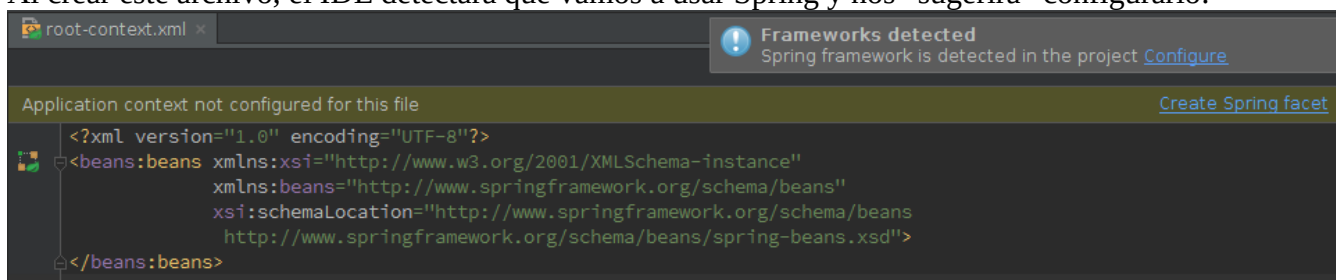 Al crear este archivo, el IDE detectará que vamos a usar Spring y nos "sugerirá" configurarlo:
root-context.xml ×
Frameworks detected
Spring framework is detected in the project Configure
Application context not configured for this file
Create Spring facet
<?xml version="1.0" encoding="UTF-8"?>
<beans:beans xmlns:xsi="http://www.w3.org/2001/XMLSchema-instance"
xmlns:beans="http://www.springframework.org/schema/beans"
xsi:schemaLocation="http://www.springframework.org/schema/beans
http://www.springframework.org/schema/beans/spring-beans.xsd">
</beans:beans>